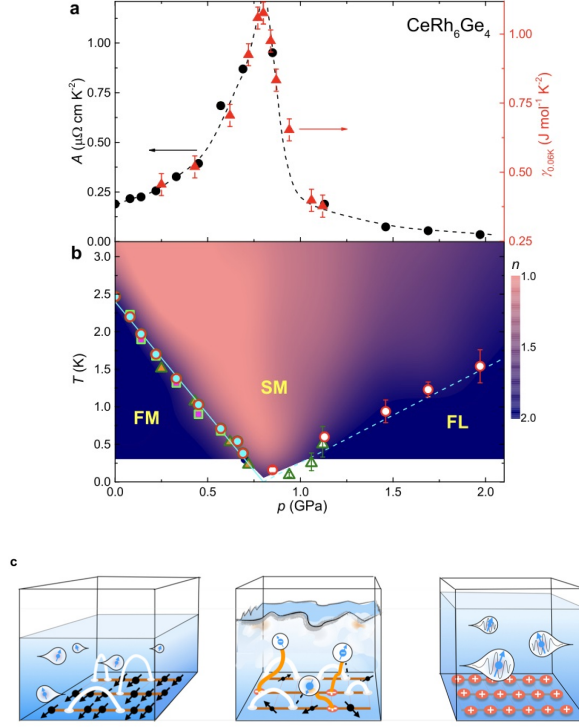 a
CeRh₆Ge₄
1.00
0.75
0.50
0.25
0.00
A (μΩ cm K⁻²)
1.00
0.75
0.50
0.25
γ₀.₀₆K (J mol⁻¹ K⁻²)
b
3.0
2.5
2.0
1.5
1.0
0.5
0.0
T (K)
FM
SM
FL
n
1.0
1.5
2.0
0.0
0.5
1.0
1.5
2.0
p (GPa)
c
+ + + + +
+ + + + +
+ + + + +